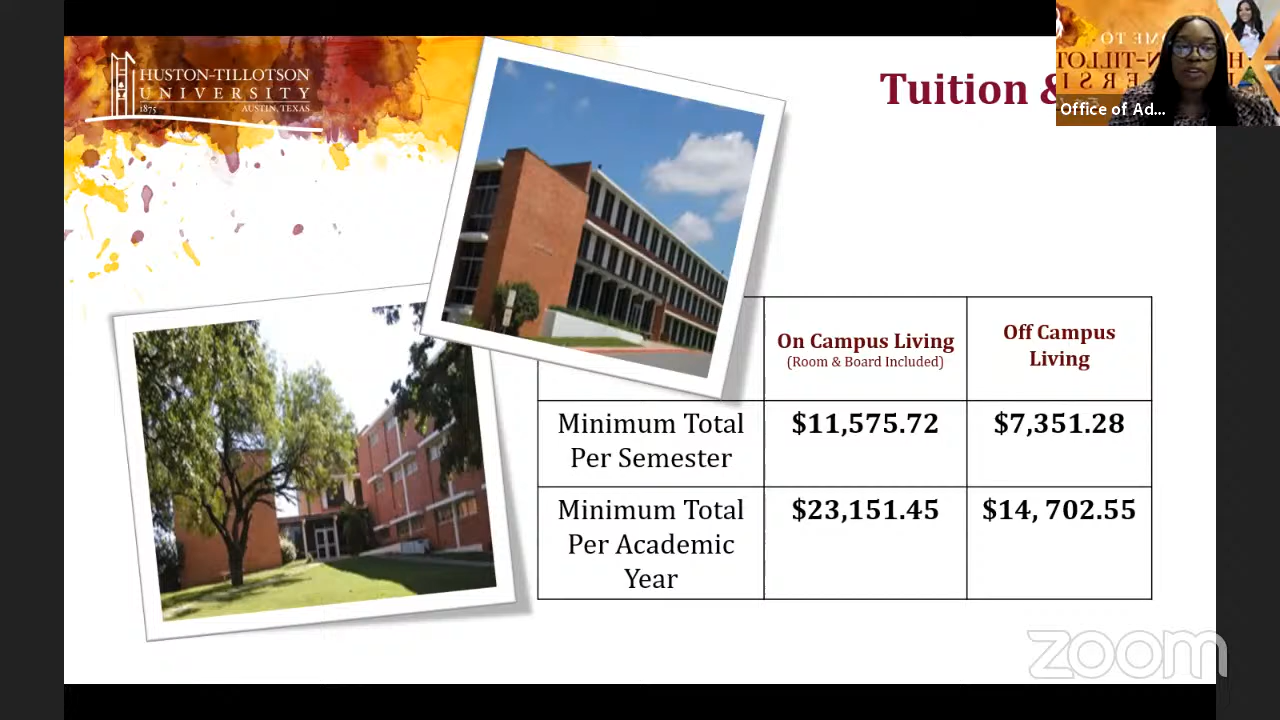 HUSTON-TILLOTSON
UNIVERSITY
1875 AUSTIN, TEXAS
Tuition &
Office of Ad...
On Campus Living
(Room & Board Included)
Off Campus
Living
Minimum Total
Per Semester
$11,575.72
$7,351.28
Minimum Total
Per Academic
Year
$23,151.45
$14, 702.55
zoom